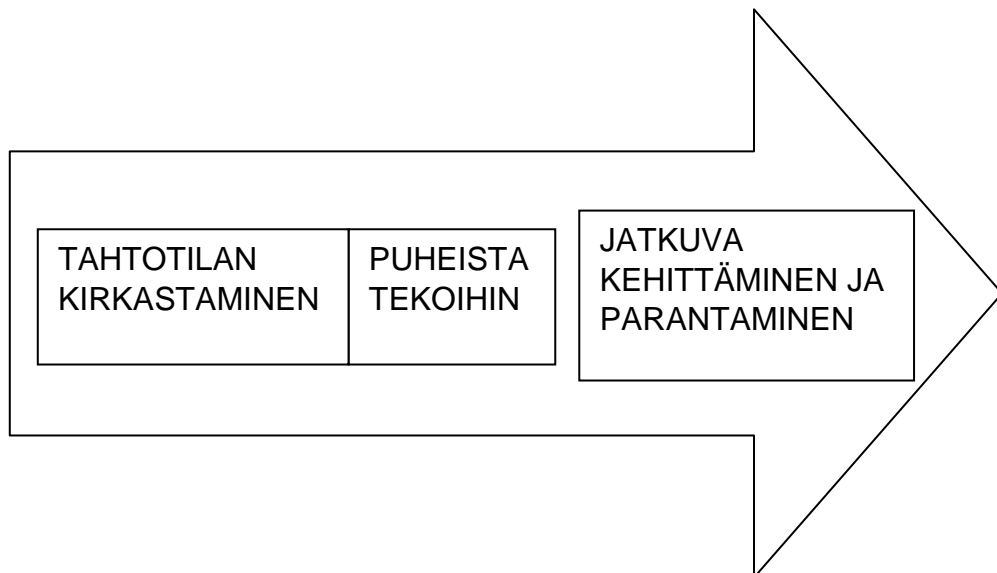 TAHTOTILAN
KIRKASTAMINEN
PUHEISTA
TEKOIHIN
JATKUVA
KEHITTÄMINEN JA
PARANTAMINEN